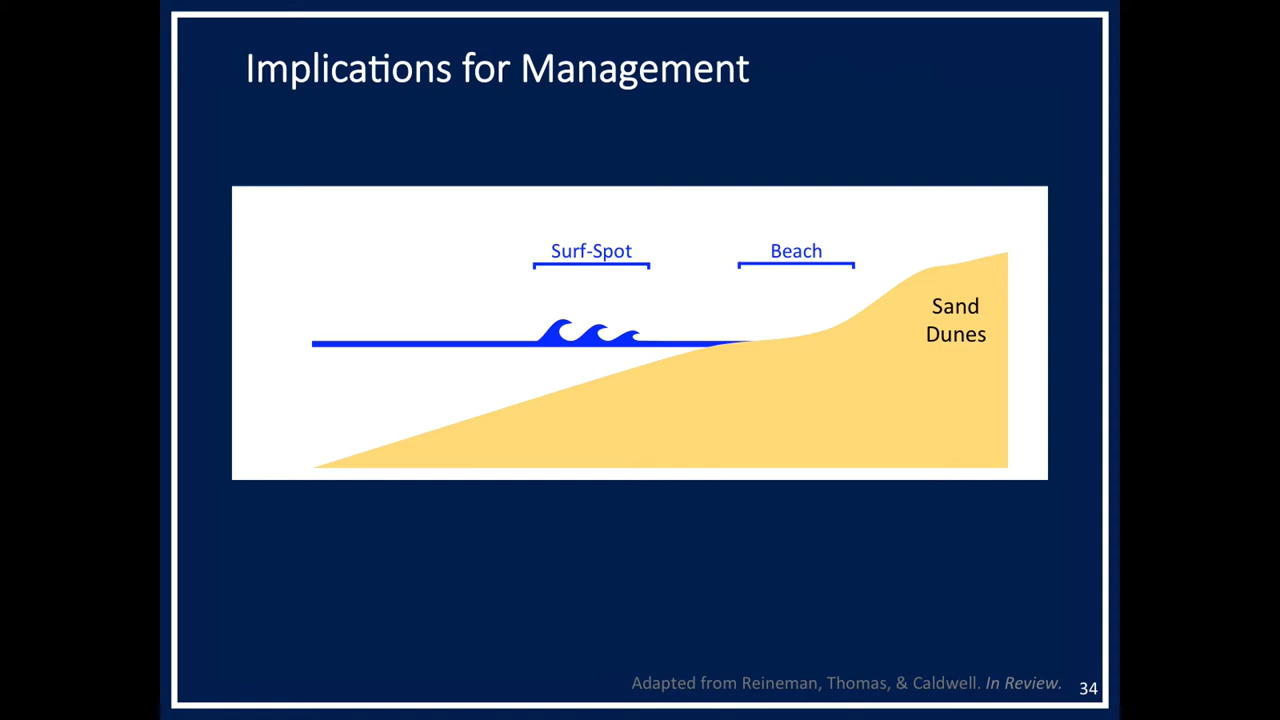 Implications for Management
Surf-Spot
Beach
Sand
Dunes
Adapted from Reineman, Thomas, & Caldwell. In Review.
34